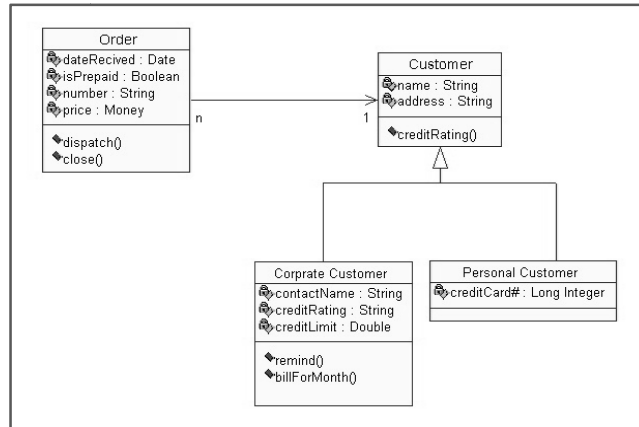 Order
dateRecived : Date
isPrepaid : Boolean
number : String
price : Money
dispatch()
close()
n
1
Customer
name : String
address : String
creditRating()
Corprate Customer
contactName : String
creditRating : String
creditLimit : Double
remind()
billForMonth()
Personal Customer
creditCard# : Long Integer